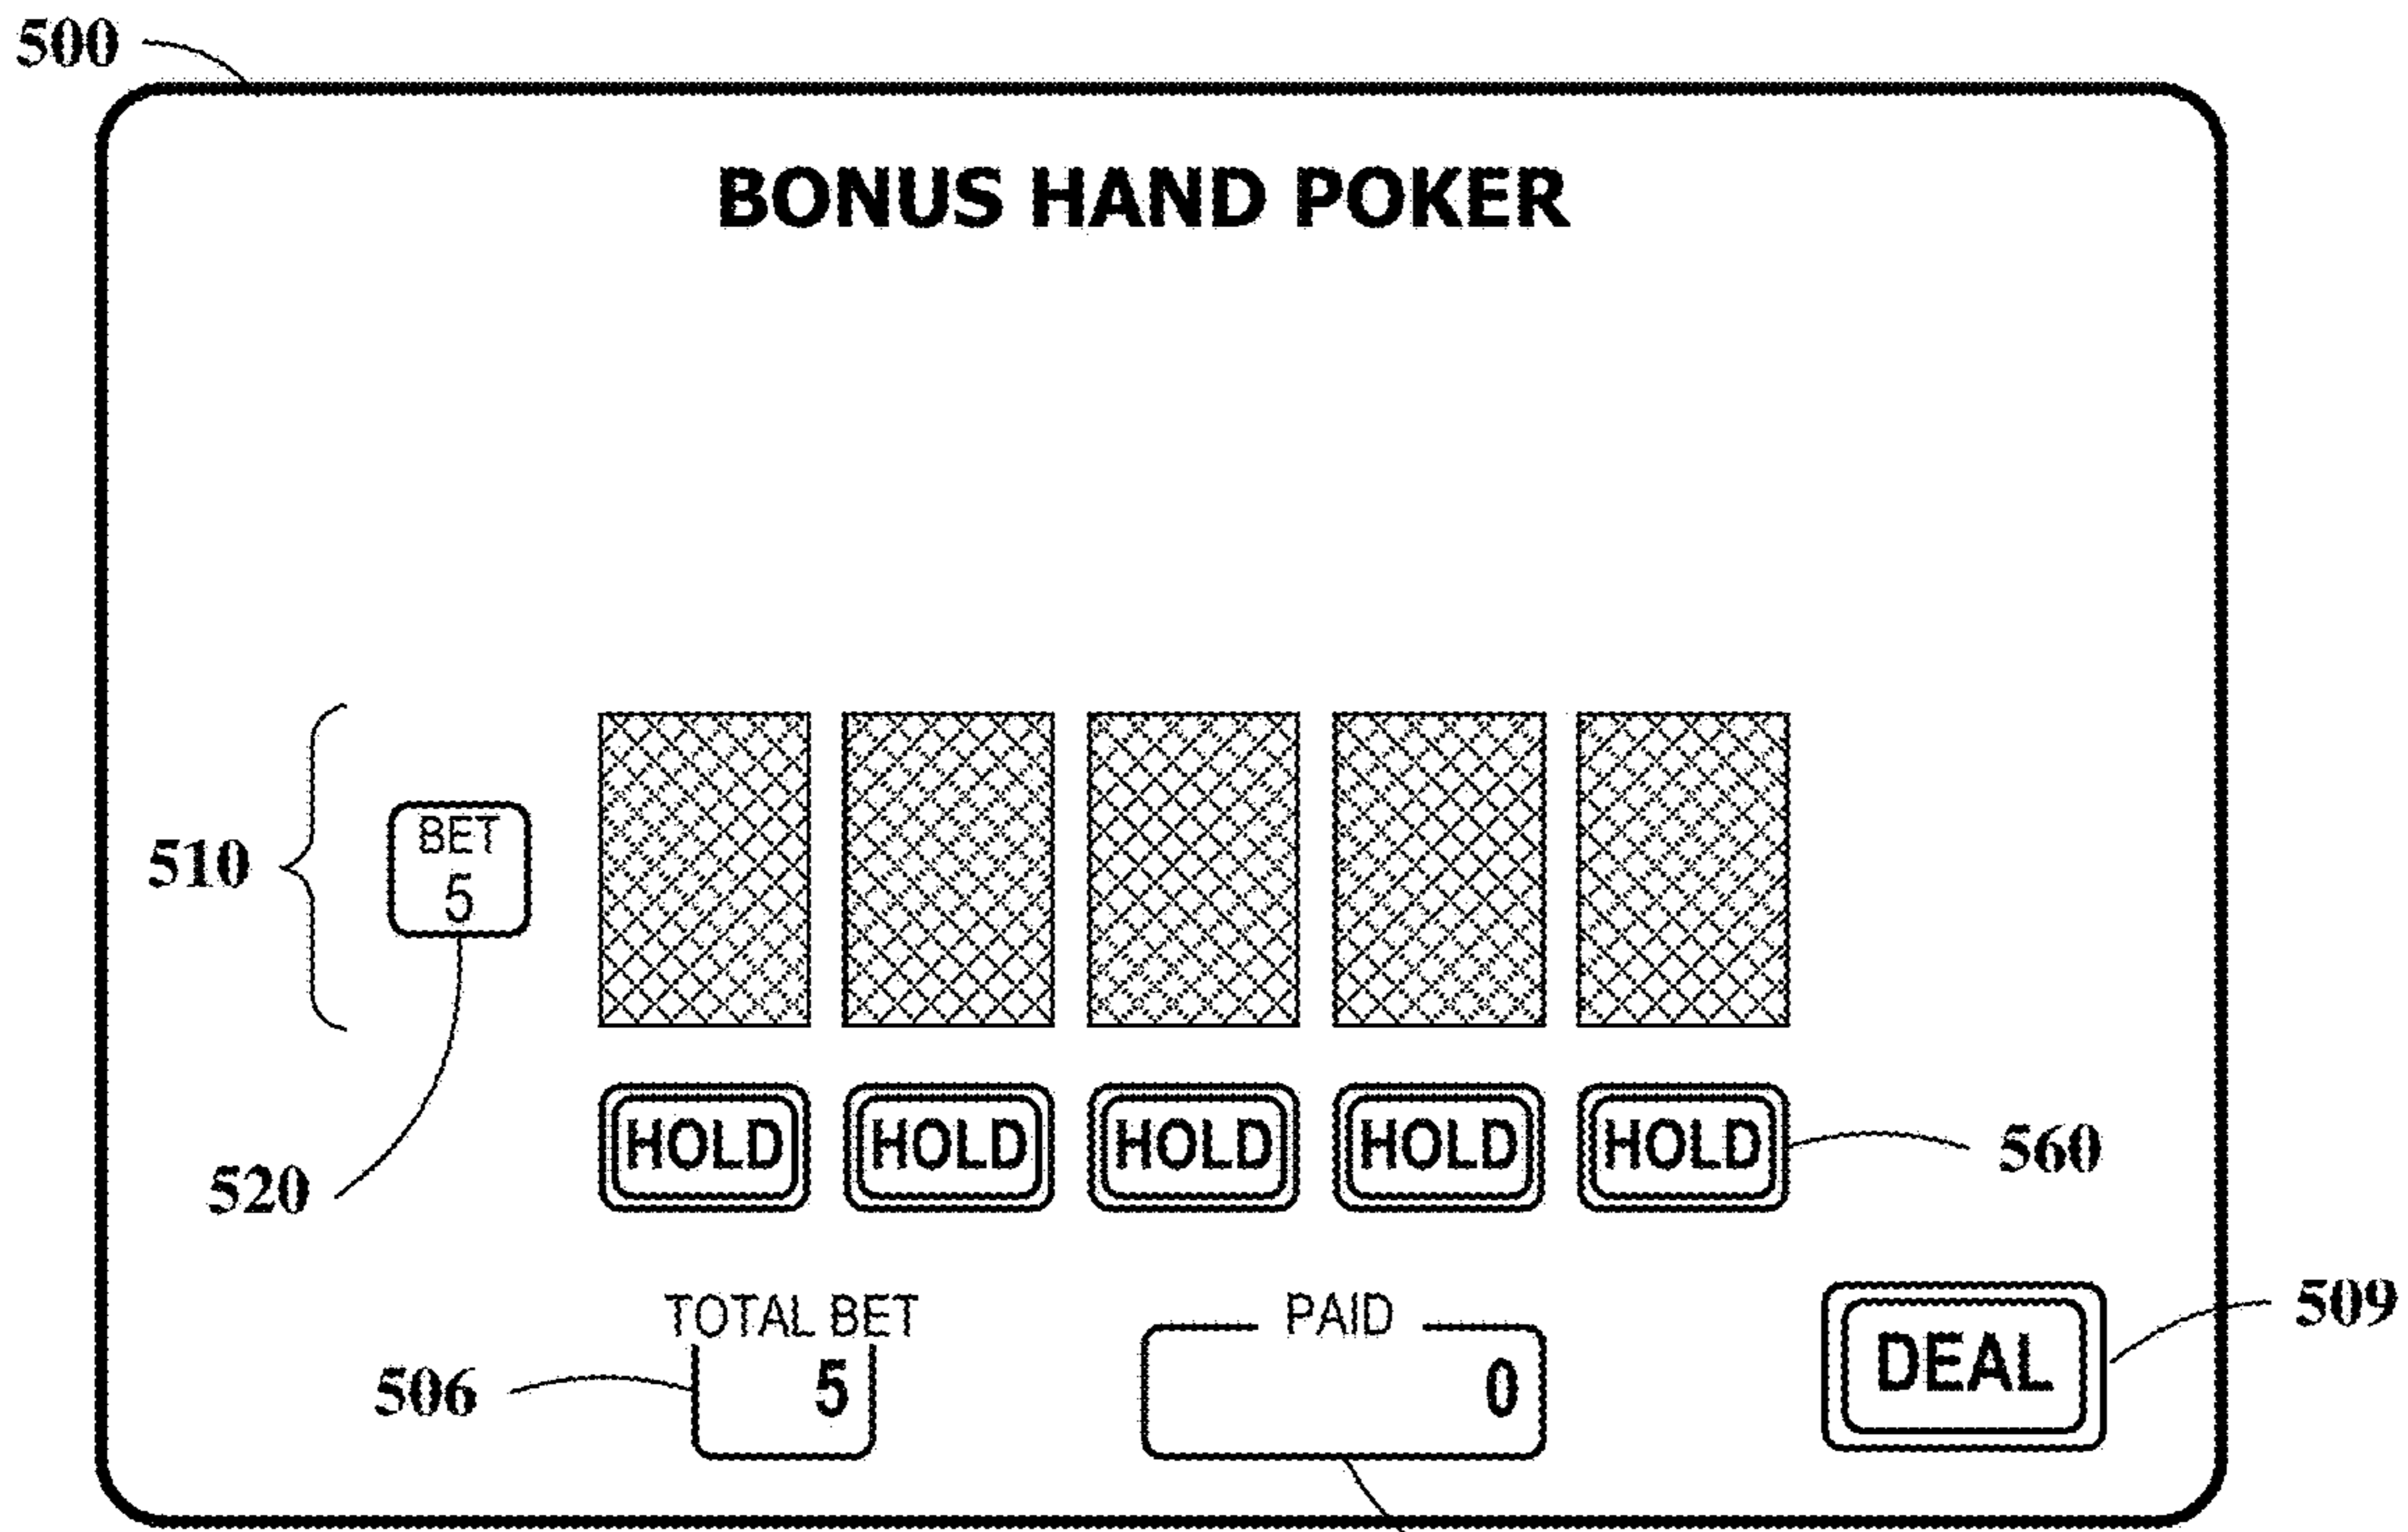 500
BONUS HAND POKER
510
BET
5
520
HOLD HOLD HOLD HOLD HOLD
560
TOTAL BET
5
506
PAID
0
DEAL
509